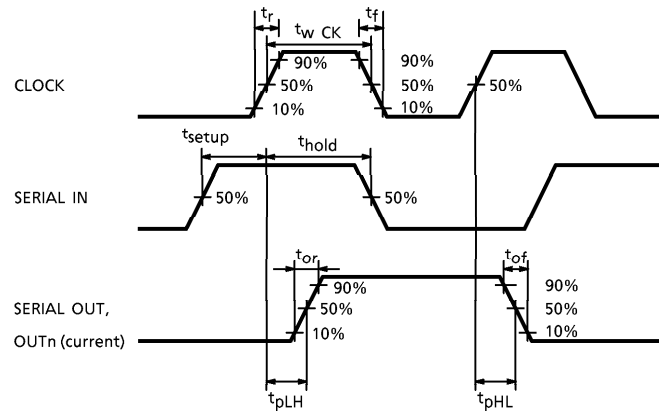 tr tw CK tf
90% 90%
CLOCK 50% 50% 50%
10% 10%
tsetup thold
SERIAL IN 50% 50%
tor tof
90% 90%
SERIAL OUT, 50% 50%
OUTn (current) 10% 10%
tpLH tpHL